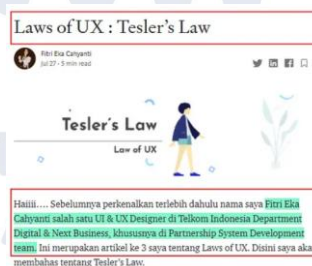 Laws of UX : Tesler's Law
Fitri Eka Cahyanti
Jul 27 · 5 min read
Tesler's Law
Law of UX
Haiiii.... Sebelumnya perkenalkan terlebih dahulu nama saya Fitri Eka
Cahyanti salah satu UI & UX Designer di Telkom Indonesia Department
Digital & Next Business, khususnya di Partnership System Development
team. Ini merupakan artikel ke 3 saya tentang Laws of UX. Disini saya aka
membahas tentang Tesler's Law.